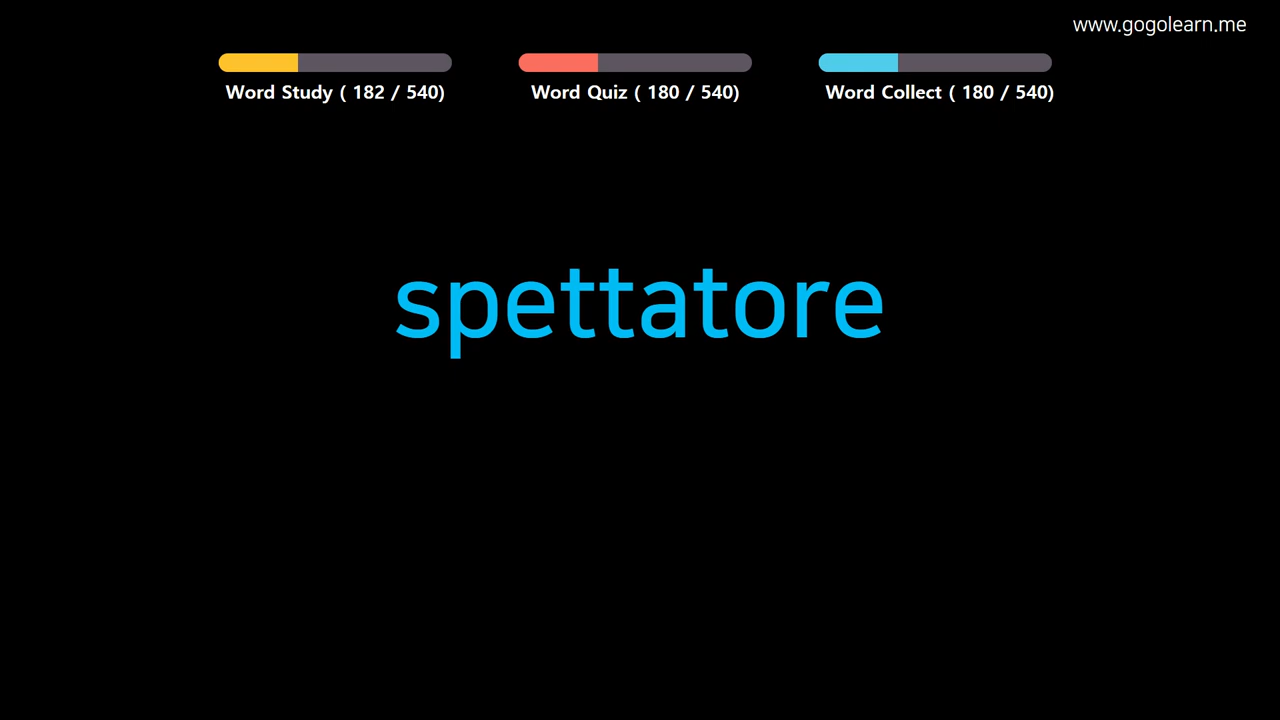 www.gogolearn.me
Word Study ( 182 / 540)
Word Quiz ( 180 / 540)
Word Collect ( 180 / 540)
spettatore